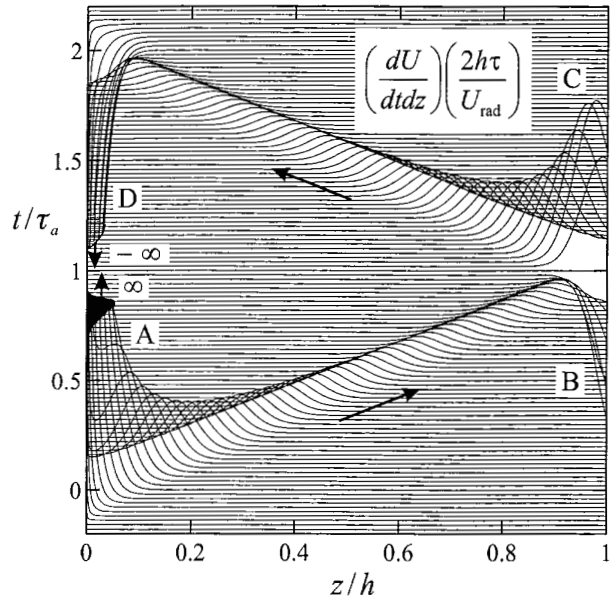 2
(dU/dtdz)(2hτ/U_rad)
C
1.5
t/τ_a
D
− ∞
1
∞
A
0.5
B
0
0
0.2
0.4
0.6
0.8
1
z/h